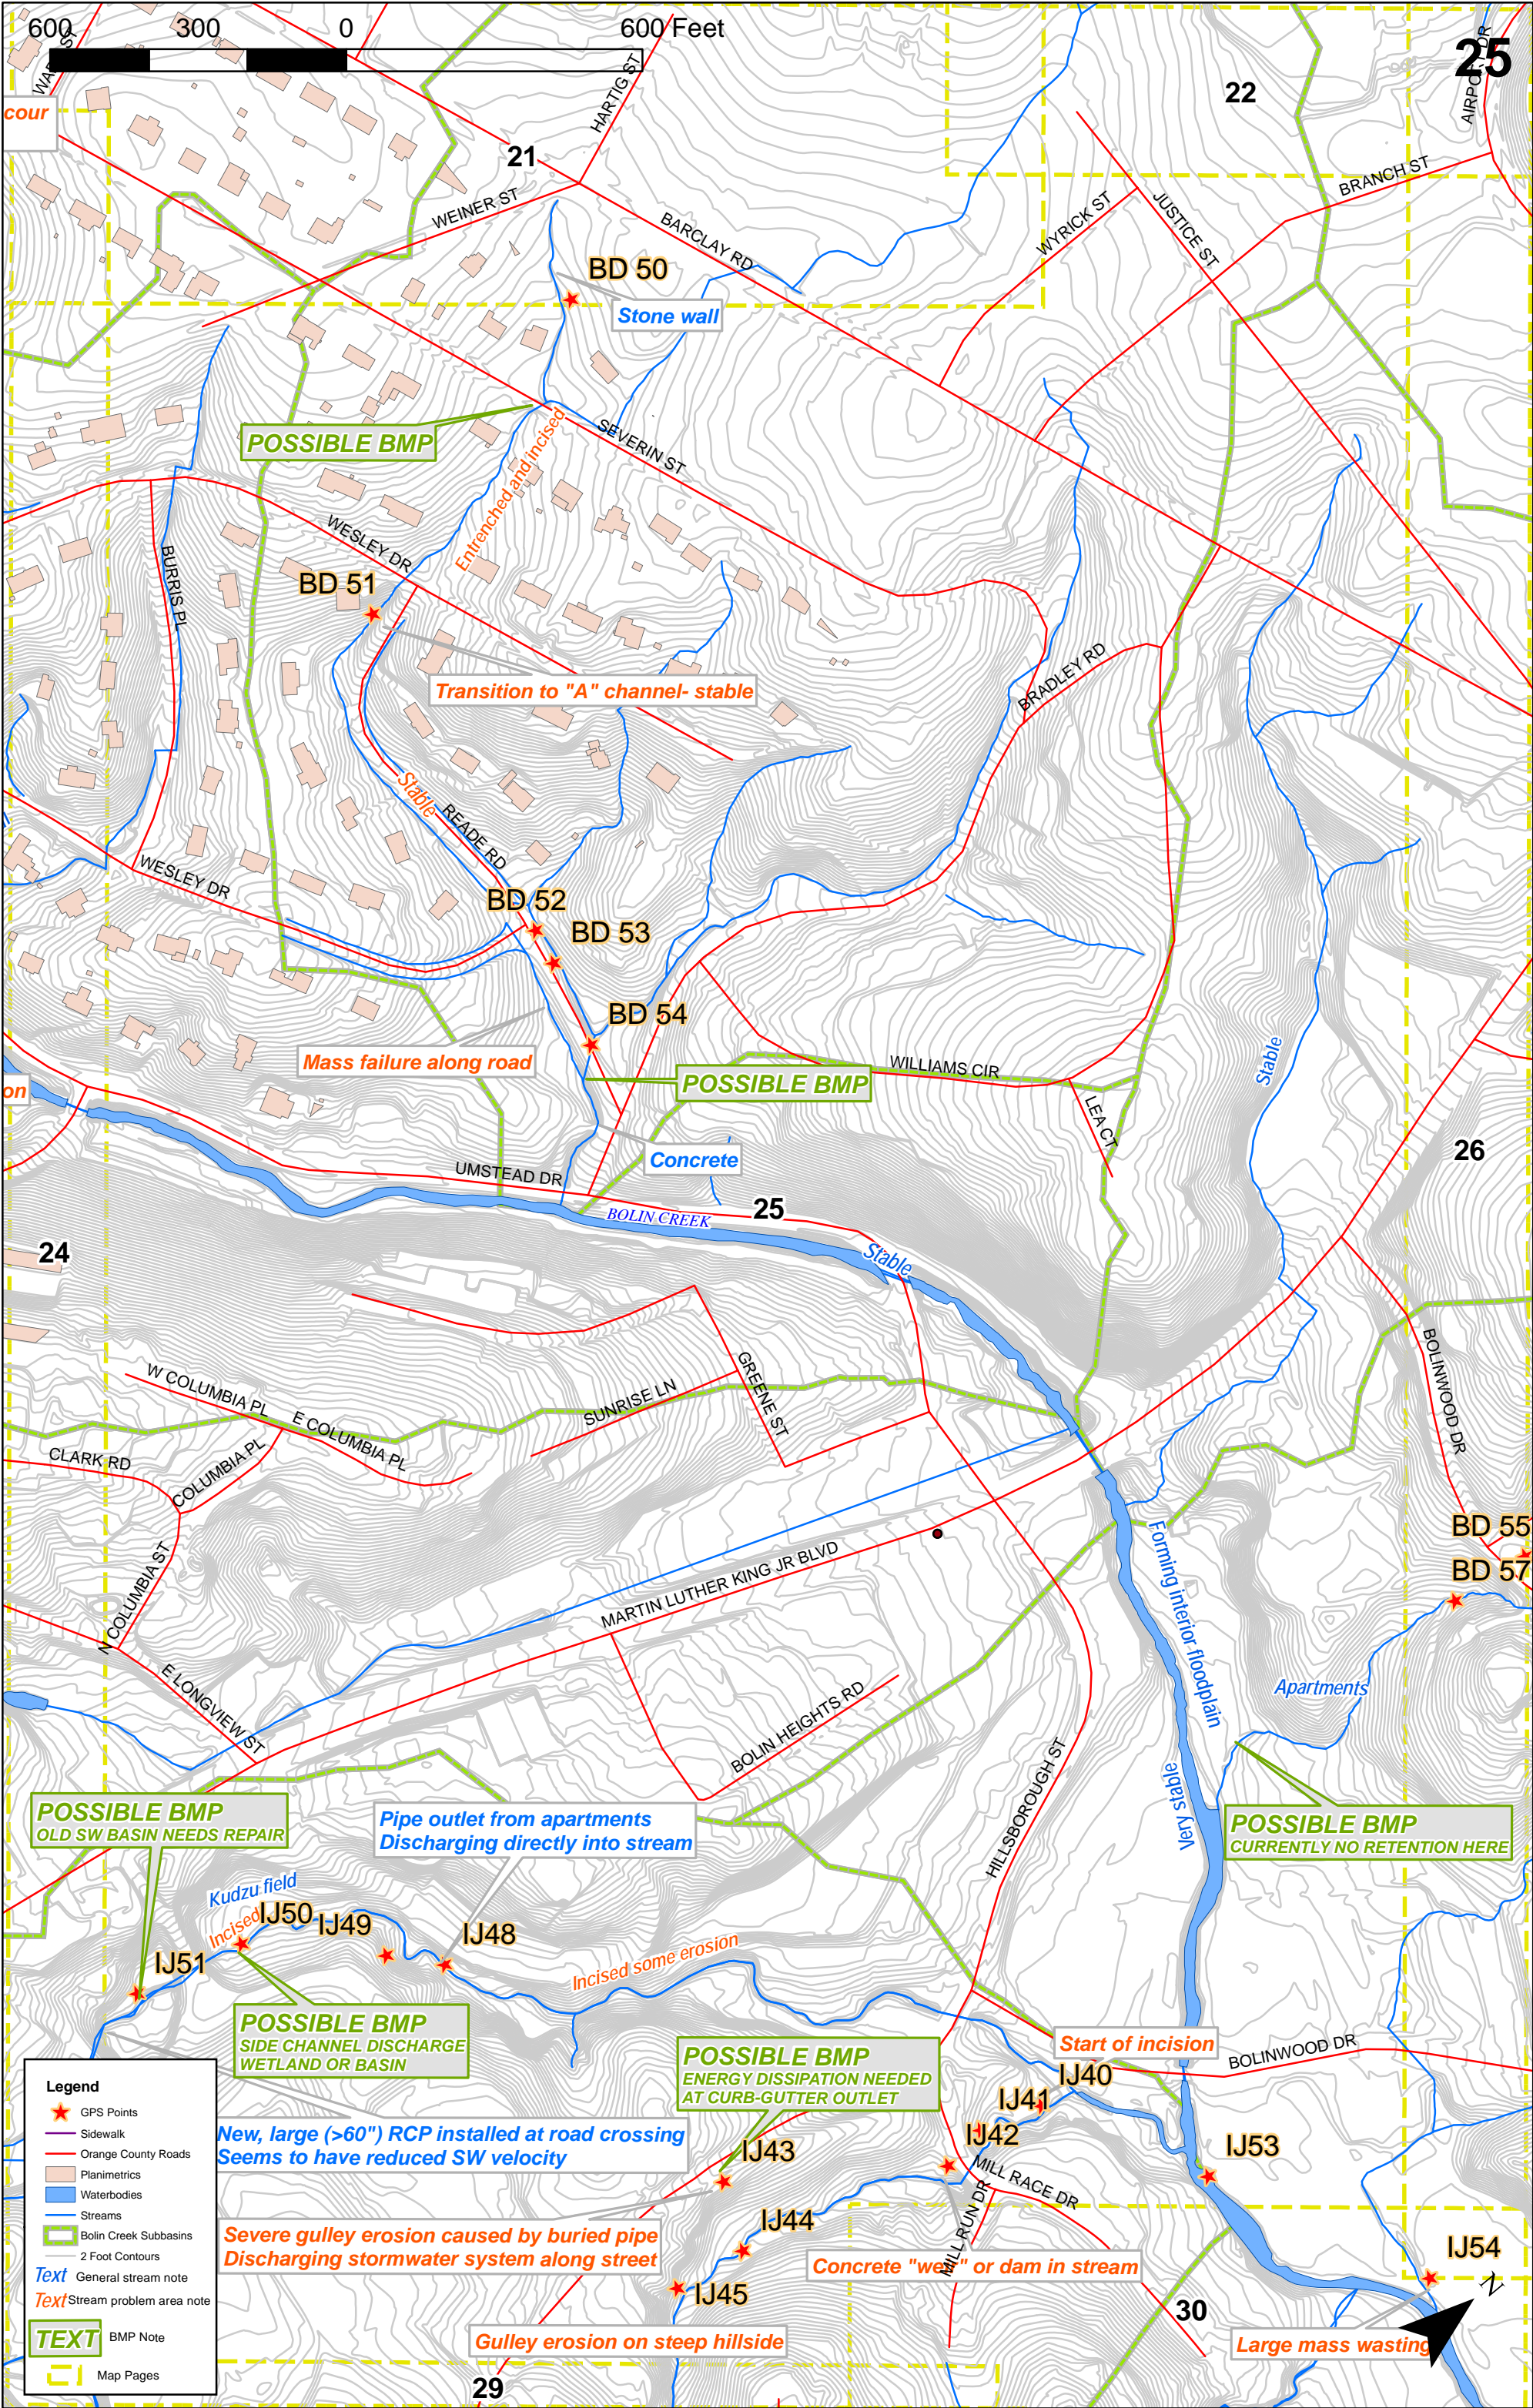 600 300 0 600 Feet
25
22
21
cour
HARTIG ST
AIRPORT DR
WEINER ST
BARCLAY RD
WYRICK ST
JUSTICE ST
BRANCH ST
BD 50
Stone wall
POSSIBLE BMP
Entrenched and incised
SEVERIN ST
WESLEY DR
BURRIS PL
BD 51
Transition to "A" channel- stable
BRADLEY RD
Stable
READE RD
WESLEY DR
BD 52
BD 53
BD 54
Mass failure along road
POSSIBLE BMP
WILLIAMS CIR
LEA CT
Stable
on
Concrete
26
UMSTEAD DR
BOLIN CREEK
25
24
Stable
W COLUMBIA PL
E COLUMBIA PL
SUNRISE LN
GREENE ST
BOLINWOOD DR
CLARK RD
COLUMBIA PL
N COLUMBIA ST
MARTIN LUTHER KING JR BLVD
BD 55
BD 57
Forming interior floodplain
E LONGVIEW ST
BOLIN HEIGHTS RD
Apartments
HILLSBOROUGH ST
Very stable
POSSIBLE BMP
OLD SW BASIN NEEDS REPAIR
Pipe outlet from apartments
Discharging directly into stream
POSSIBLE BMP
CURRENTLY NO RETENTION HERE
Kudzu field
Incised
IJ50
IJ49
IJ48
IJ51
Incised some erosion
POSSIBLE BMP
SIDE CHANNEL DISCHARGE
WETLAND OR BASIN
POSSIBLE BMP
ENERGY DISSIPATION NEEDED
AT CURB-GUTTER OUTLET
Start of incision
BOLINWOOD DR
IJ40
IJ41
IJ42
IJ43
IJ53
New, large (>60") RCP installed at road crossing
Seems to have reduced SW velocity
MILL RACE DR
MILL RUN DR
Severe gulley erosion caused by buried pipe
Discharging stormwater system along street
IJ44
IJ45
Concrete "weir" or dam in stream
IJ54
N
30
Gulley erosion on steep hillside
Large mass wasting
29
Legend
GPS Points
Sidewalk
Orange County Roads
Planimetrics
Waterbodies
Streams
Bolin Creek Subbasins
2 Foot Contours
Text General stream note
Text Stream problem area note
TEXT BMP Note
Map Pages